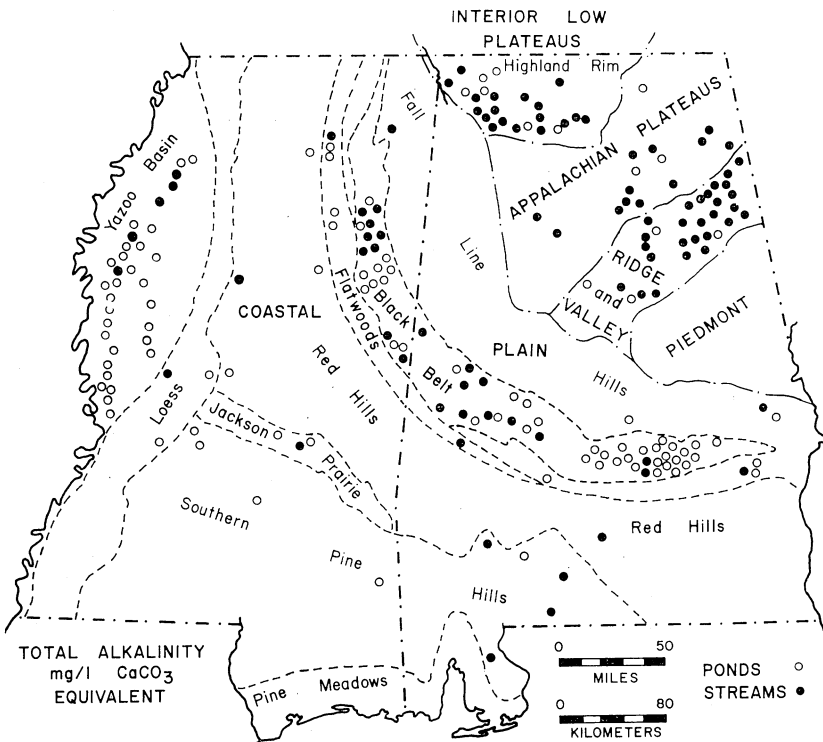 INTERIOR LOW
PLATEAUS
Highland Rim
APPALACHIAN PLATEAUS
Fall
Line
Hills
Yazoo Basin
COASTAL
PLAIN
Flatwoods
Black
Belt
Red Hills
RIDGE
and
VALLEY
PIEDMONT
Loess
Jackson
Prairie
Southern
Pine
Hills
Red Hills
Pine Meadows
TOTAL ALKALINITY
mg/l CaCO₃
EQUIVALENT
0 50
MILES
0 80
KILOMETERS
PONDS
STREAMS